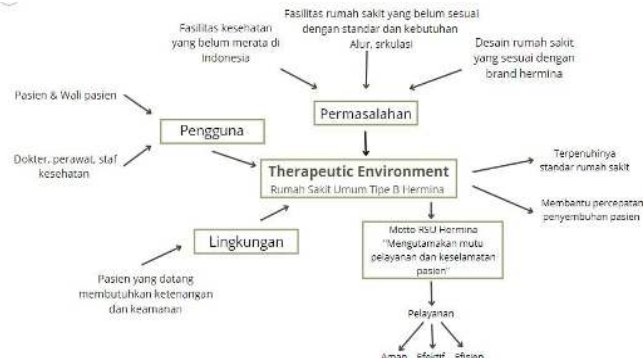 Fasilitas rumah sakit yang belum sesuai
dengan standar dan kebutuhan
Alur, srkulasi
Fasilitas kesehatan
yang belum merata di
Indonesia
Desain rumah sakit
yang sesuai dengan
brand hermina
Permasalahan
Pasien & Wali pasien
Pengguna
Dokter, perawat, staf
kesehatan
Therapeutic Environment
Rumah Sakit Umum Tipe B Hermina
Terpenuhinya
standar rumah sakit
Membantu percepatan
penyembuhan pasien
Lingkungan
Pasien yang datang
membutuhkan ketenangan
dan keamanan
Motto RSU Hermina
"Mengutamakan mutu
pelayanan dan keselamatan
pasien"
Pelayanan
Aman Efektif Efisien